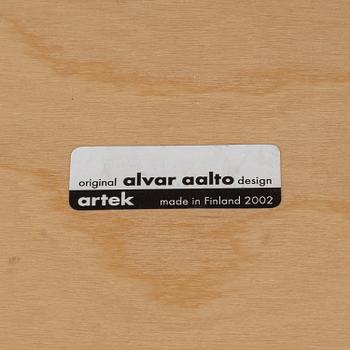 original alvar aalto design
artek made in Finland 2002